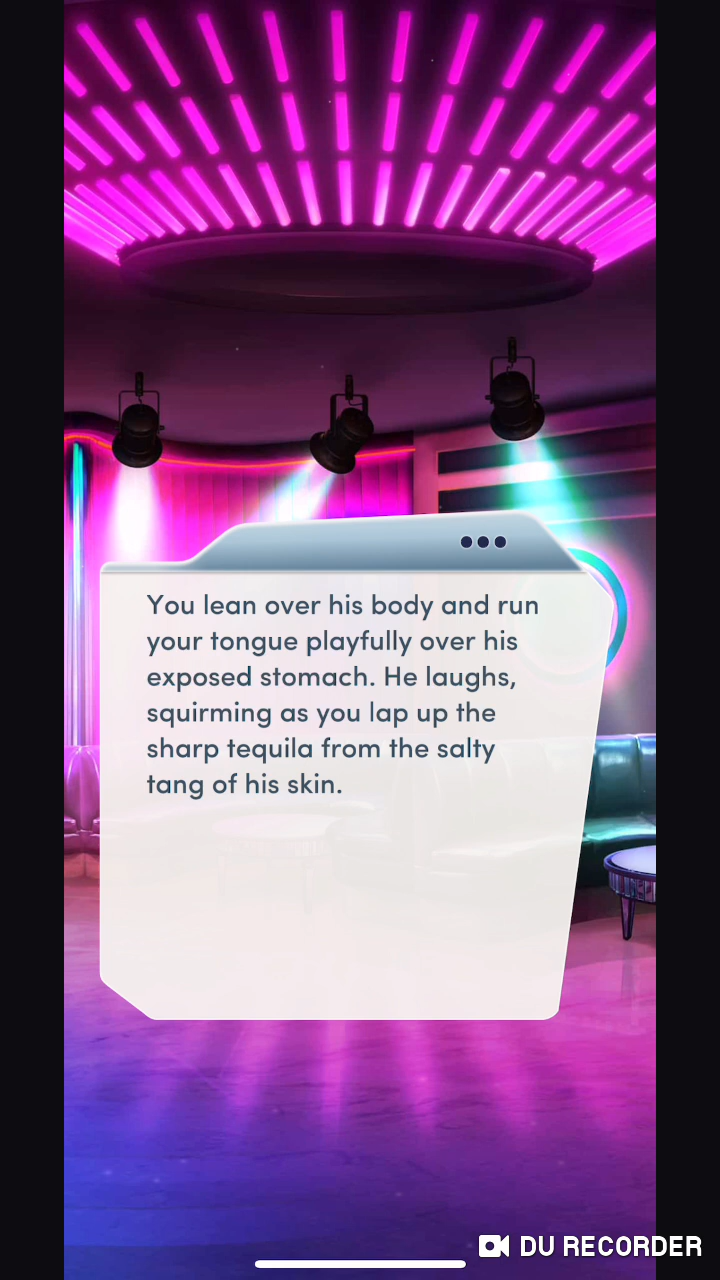 You lean over his body and run
your tongue playfully over his
exposed stomach. He laughs,
squirming as you lap up the
sharp tequila from the salty
tang of his skin.
DU RECORDER